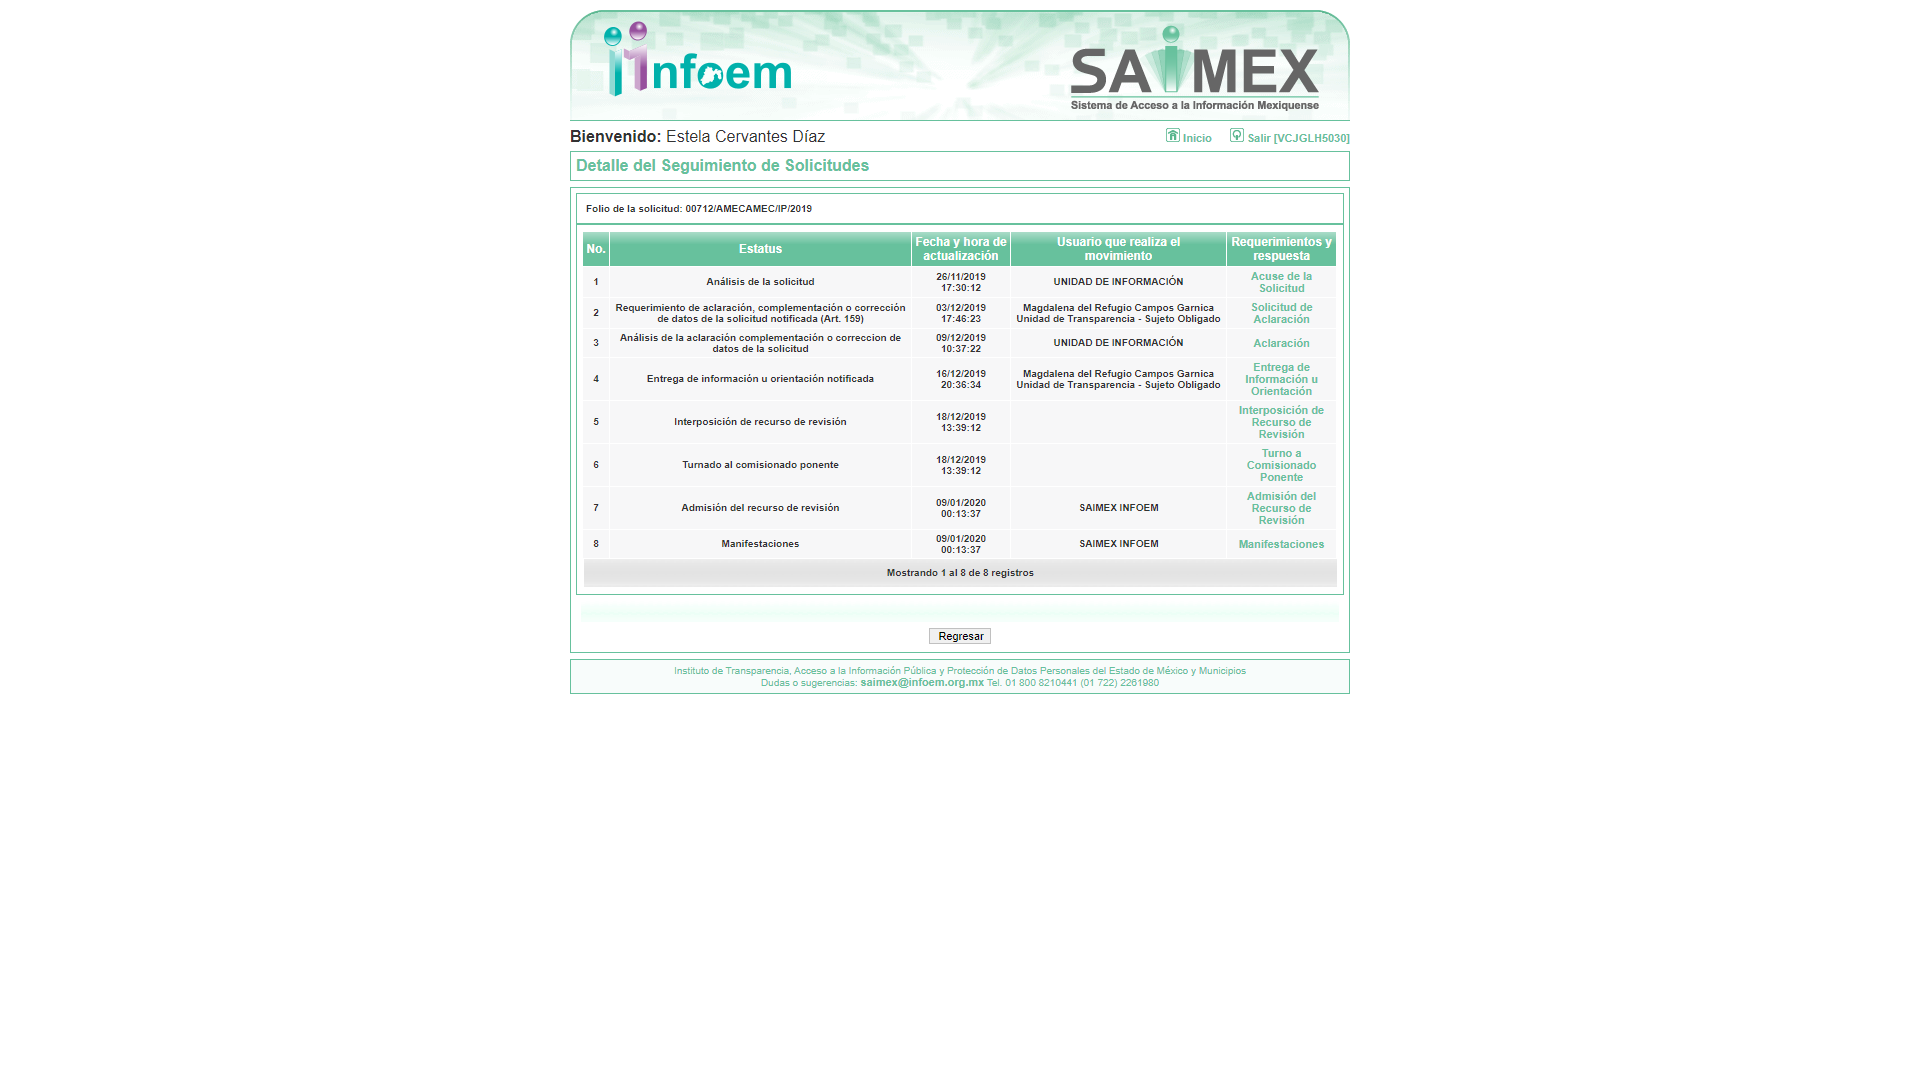 infoem
SAIMEX
Sistema de Acceso a la Información Mexiquense
Bienvenido: Estela Cervantes Díaz
Inicio
Salir [VCJGLH5030]
Detalle del Seguimiento de Solicitudes
Folio de la solicitud: 00712/AMECAMEC/IP/2019
No.
Estatus
Fecha y hora de
actualización
Usuario que realiza el
movimiento
Requerimientos y
respuesta
1
Análisis de la solicitud
26/11/2019
17:30:12
UNIDAD DE INFORMACIÓN
Acuse de la
Solicitud
2
Requerimiento de aclaración, complementación o corrección
de datos de la solicitud notificada (Art. 159)
03/12/2019
17:46:23
Magdalena del Refugio Campos Garnica
Unidad de Transparencia - Sujeto Obligado
Solicitud de
Aclaración
3
Análisis de la aclaración complementación o correccion de
datos de la solicitud
09/12/2019
10:37:22
UNIDAD DE INFORMACIÓN
Aclaración
4
Entrega de información u orientación notificada
16/12/2019
20:36:34
Magdalena del Refugio Campos Garnica
Unidad de Transparencia - Sujeto Obligado
Entrega de
Información u
Orientación
5
Interposición de recurso de revisión
18/12/2019
13:39:12
Interposición de
Recurso de
Revisión
6
Turnado al comisionado ponente
18/12/2019
13:39:12
Turno a
Comisionado
Ponente
7
Admisión del recurso de revisión
09/01/2020
00:13:37
SAIMEX INFOEM
Admisión del
Recurso de
Revisión
8
Manifestaciones
09/01/2020
00:13:37
SAIMEX INFOEM
Manifestaciones
Mostrando 1 al 8 de 8 registros
Regresar
Instituto de Transparencia, Acceso a la Información Pública y Protección de Datos Personales del Estado de México y Municipios
Dudas o sugerencias: saimex@infoem.org.mx Tel. 01 800 8210441 (01 722) 2261980